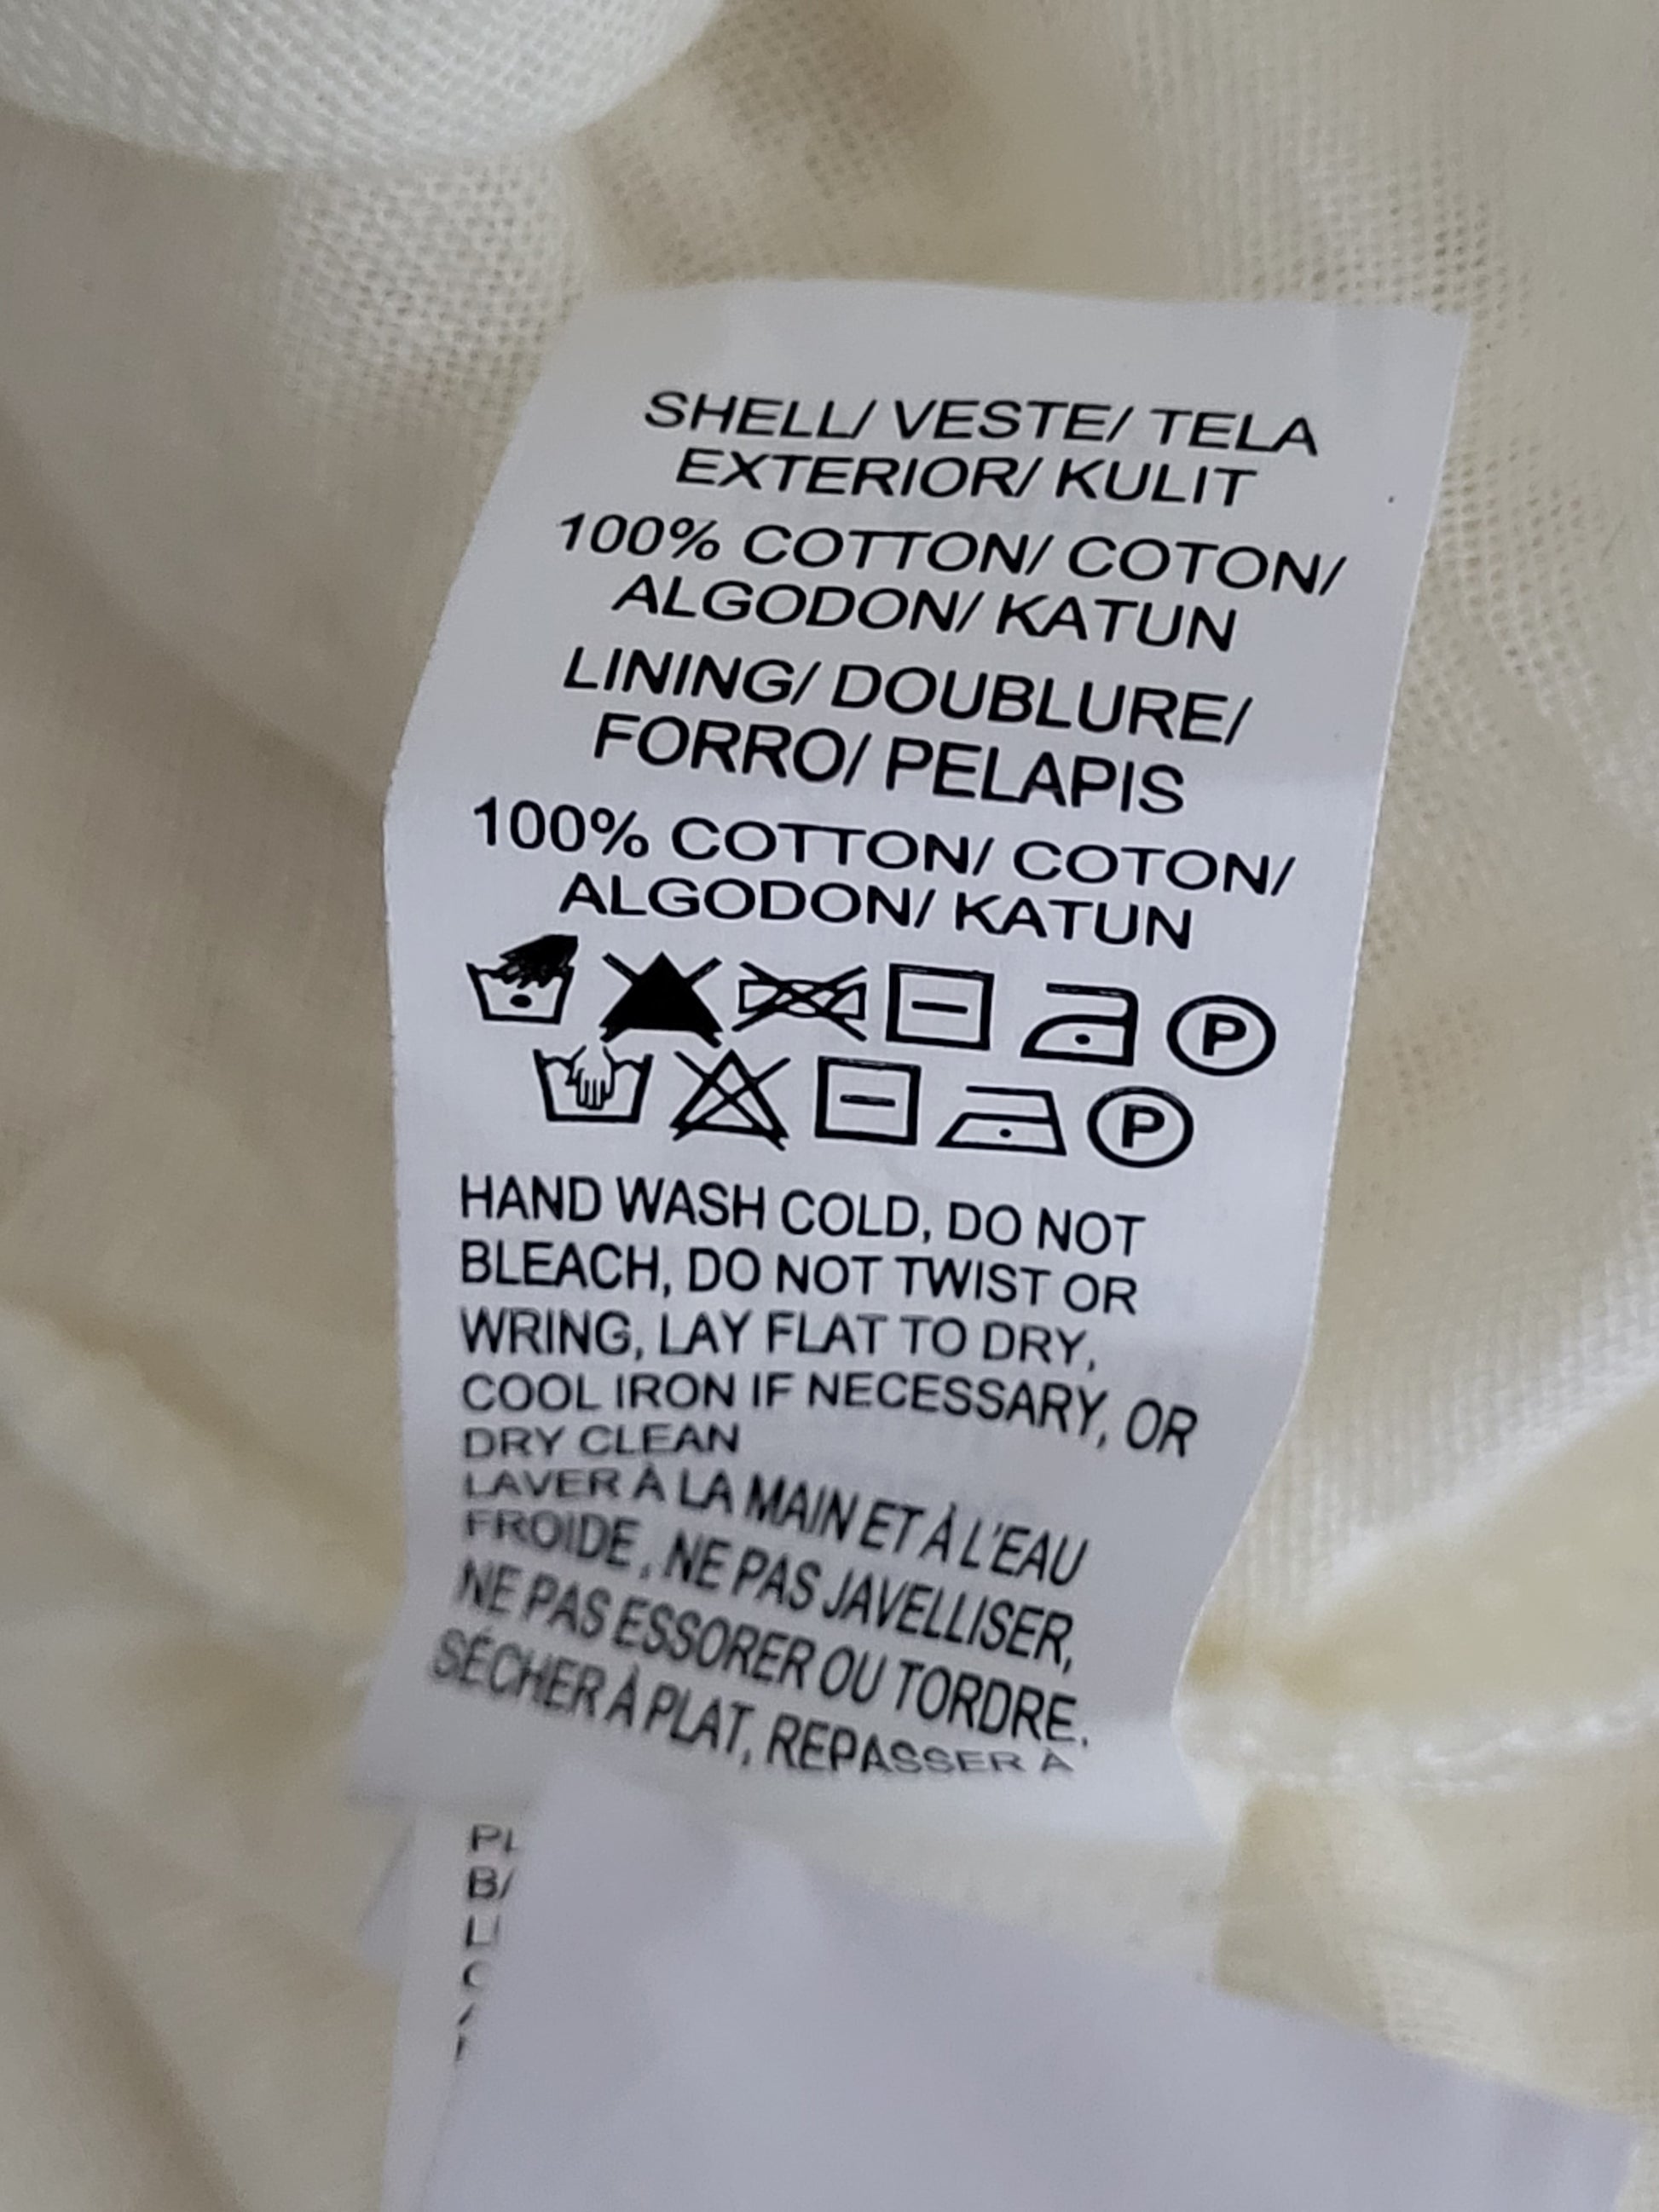 SHELL/ VESTE/ TELA
EXTERIOR/ KULIT
100% COTTON/ COTON/
ALGODON/ KATUN
LINING/ DOUBLURE/
FORRO/ PELAPIS
100% COTTON/ COTON/
ALGODON/ KATUN
P
P
HAND WASH COLD, DO NOT
BLEACH, DO NOT TWIST OR
WRING, LAY FLAT TO DRY,
COOL IRON IF NECESSARY, OR
DRY CLEAN
LAVER À LA MAIN ET À L'EAU
FROIDE , NE PAS JAVELLISER,
NE PAS ESSORER OU TORDRE.
SÉCHER À PLAT, REPASSER À